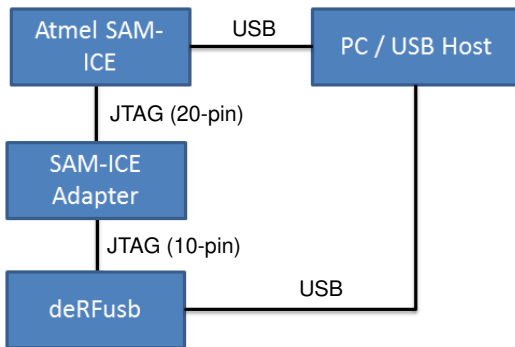 Atmel SAM-
ICE
USB
PC / USB Host
JTAG (20-pin)
SAM-ICE
Adapter
JTAG (10-pin)
deRFusb
USB